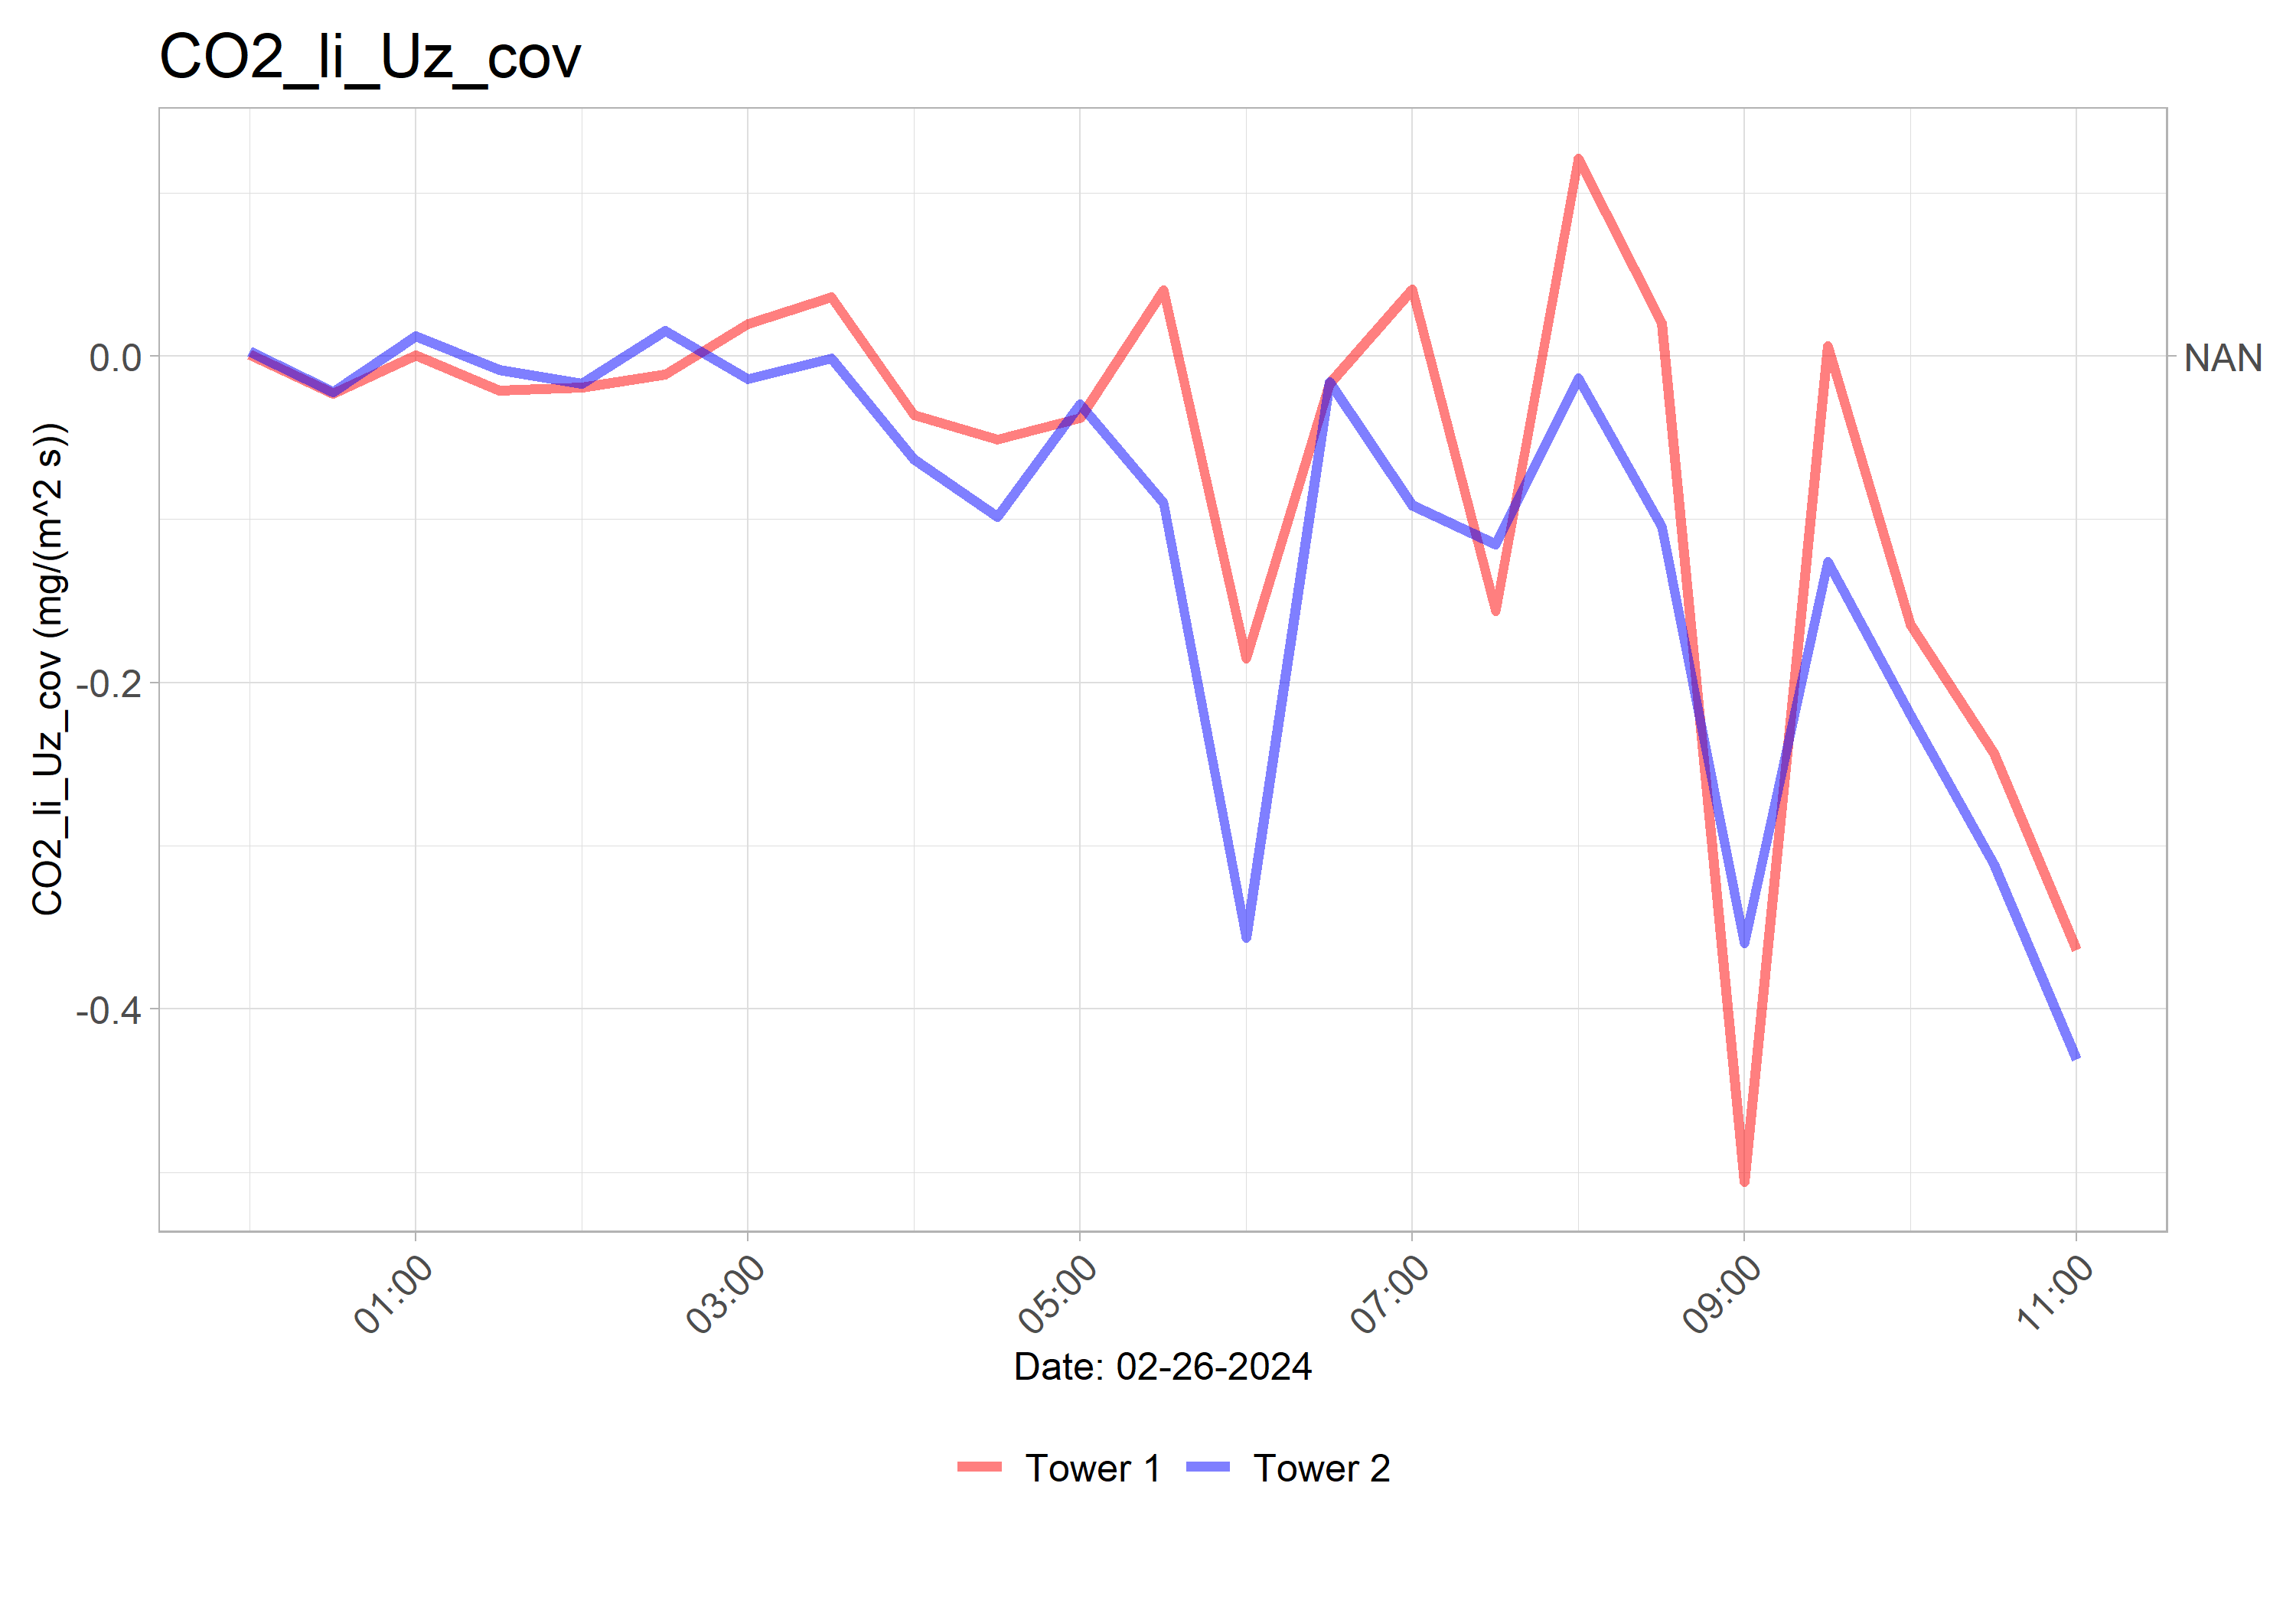 CO2_li_Uz_cov
CO2_li_Uz_cov (mg/(m^2 s))
0.0
-0.2
-0.4
NAN
01:00
03:00
05:00
07:00
09:00
11:00
Date: 02-26-2024
Tower 1
Tower 2